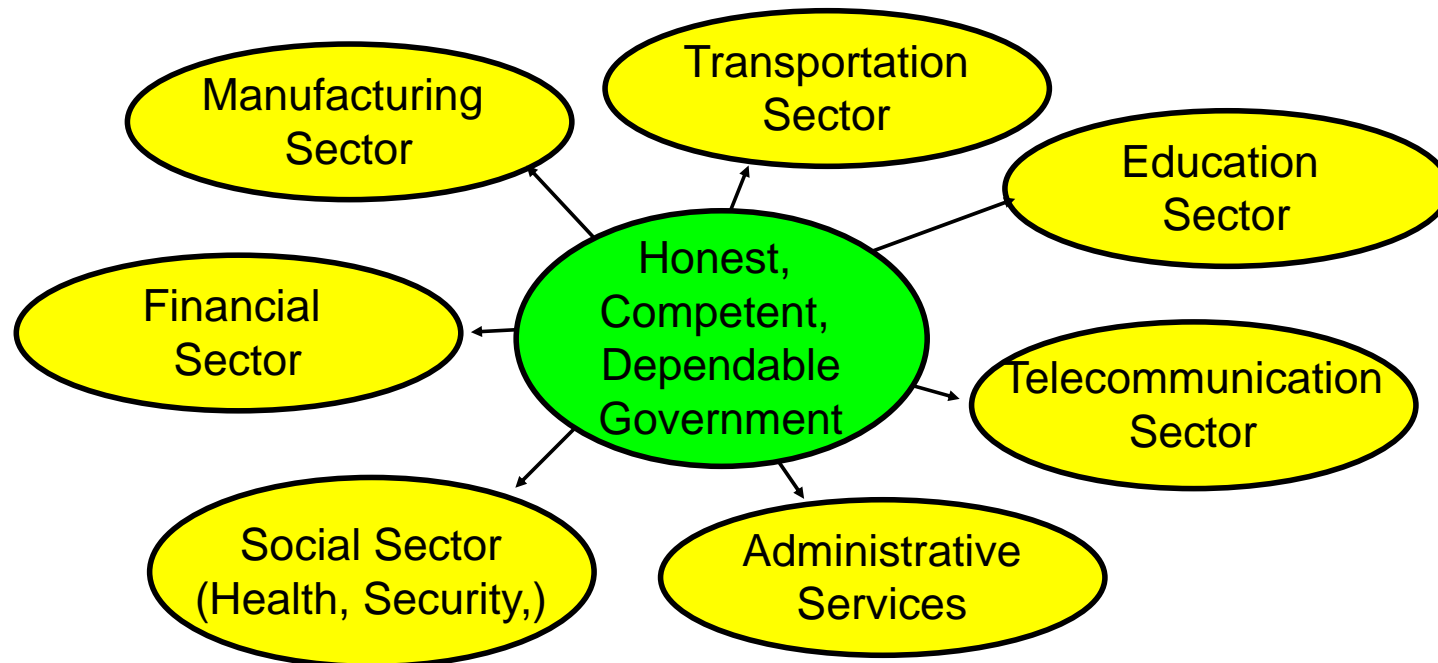 Transportation
Sector
Manufacturing
Sector
Education
Sector
Honest,
Competent,
Dependable
Government
Financial
Sector
Telecommunication
Sector
Social Sector
(Health, Security,)
Administrative
Services